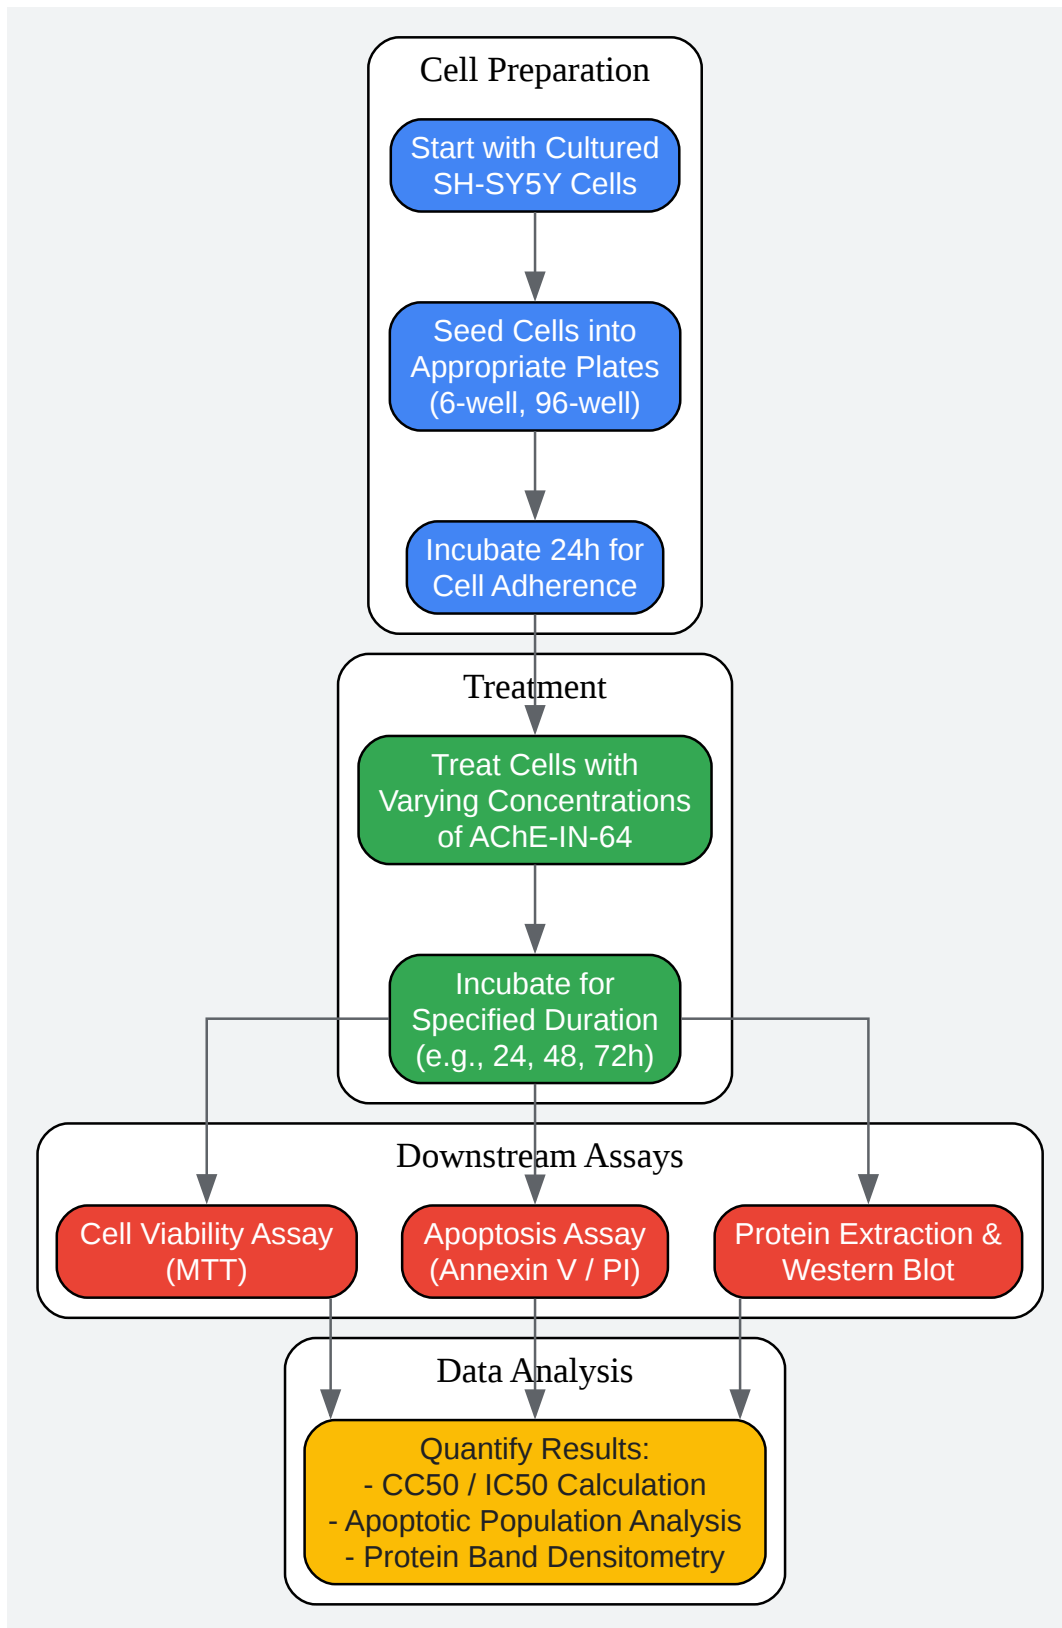 Cell Preparation
Start with Cultured
SH-SY5Y Cells
Seed Cells into
Appropriate Plates
(6-well, 96-well)
Incubate 24h for
Cell Adherence
Treatment
Treat Cells with
Varying Concentrations
of AChE-IN-64
Incubate for
Specified Duration
(e.g., 24, 48, 72h)
Downstream Assays
Cell Viability Assay
(MTT)
Apoptosis Assay
(Annexin V / PI)
Protein Extraction &
Western Blot
Data Analysis
Quantify Results:
- CC50 / IC50 Calculation
- Apoptotic Population Analysis
- Protein Band Densitometry